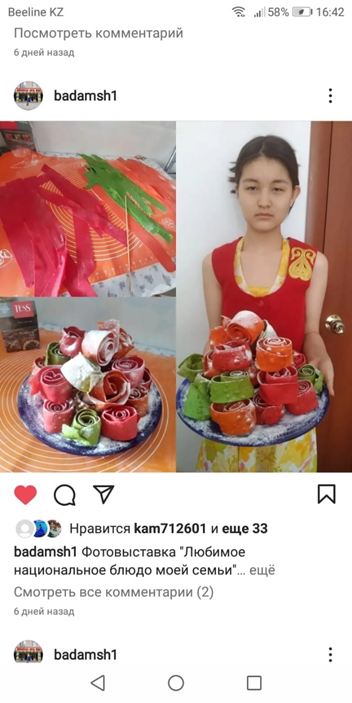 Beeline KZ 58% 16:42
Посмотреть комментарий
6 дней назад
badamsh1
TESS
Нравится kam712601 и еще 33
badamsh1 Фотовыставка "Любимое
национальное блюдо моей семьи"... ещё
Смотреть все комментарии (2)
6 дней назад
badamsh1